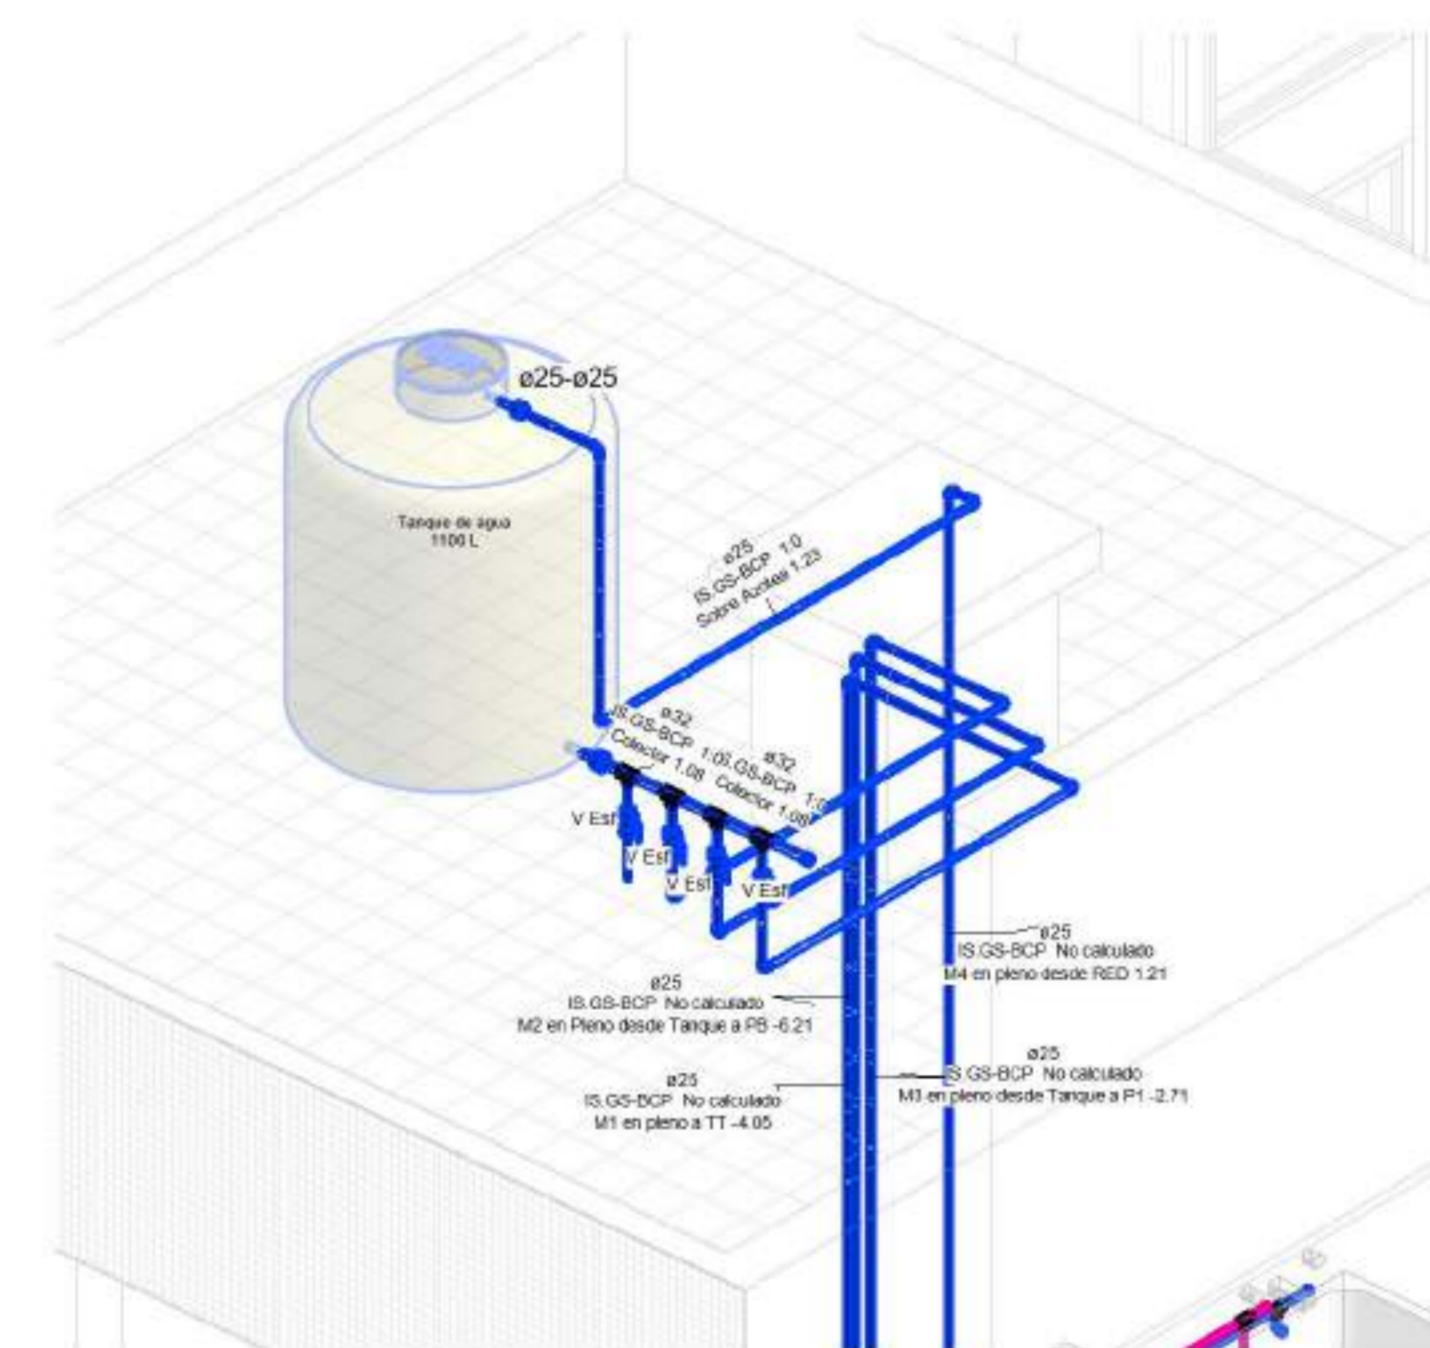 ø25-ø25
Tanque de agua
1100 L
ø25
IS.GS-BCP 1:0
Sobre Azotea 1.23
ø32
IS.GS-BCP 1:0
Colector 1.08
ø32
IS.GS-BCP 1:0
Colector 1.08
V Esf
V Esf
V Esf
V Esf
ø25
IS.GS-BCP No calculado
M4 en pleno desde RED 1.21
ø25
IS.GS-BCP No calculado
M2 en Pleno desde Tanque a PB -6.21
ø25
IS.GS-BCP No calculado
M3 en pleno desde Tanque a P1 -2.71
ø25
IS.GS-BCP No calculado
M1 en pleno a TT -4.05